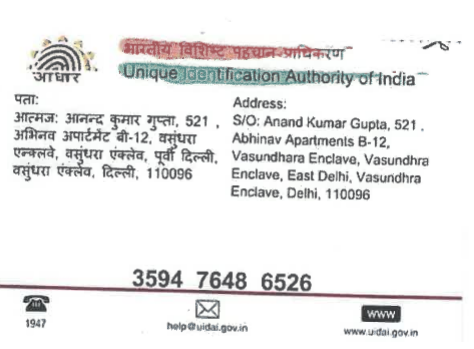 भारतीय विशिष्ट पहचान प्राधिकरण
आधार
Unique Identification Authority of India
पता:
आत्मज: आनन्द कुमार गुप्ता, 521 ,
अभिनव अपार्टमेंट बी-12, वसुंधरा
एन्क्लवे, वसुंधरा एंक्लेव, पूर्वी दिल्ली,
वसुंधरा एंक्लेव, दिल्ली, 110096
Address:
S/O: Anand Kumar Gupta, 521 ,
Abhinav Apartments B-12,
Vasundhara Enclave, Vasundhra
Enclave, East Delhi, Vasundhra
Enclave, Delhi, 110096
3594 7648 6526
1947
help@uidai.gov.in
WWW
www.uidai.gov.in